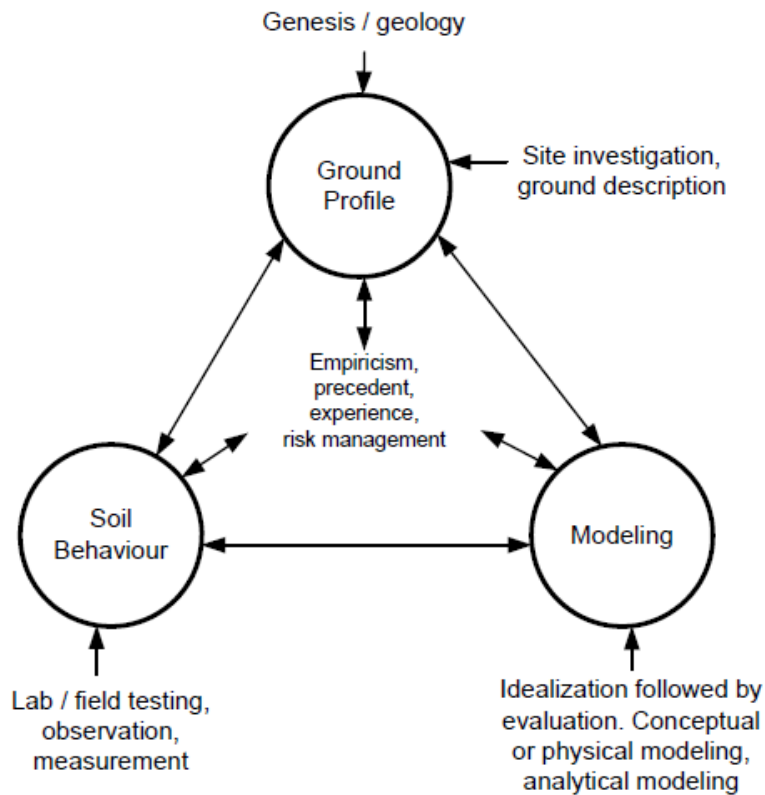 Genesis / geology
Ground
Profile
Site investigation,
ground description
Empiricism,
precedent,
experience,
risk management
Soil
Behaviour
Modeling
Lab / field testing,
observation,
measurement
Idealization followed by
evaluation. Conceptual
or physical modeling,
analytical modeling